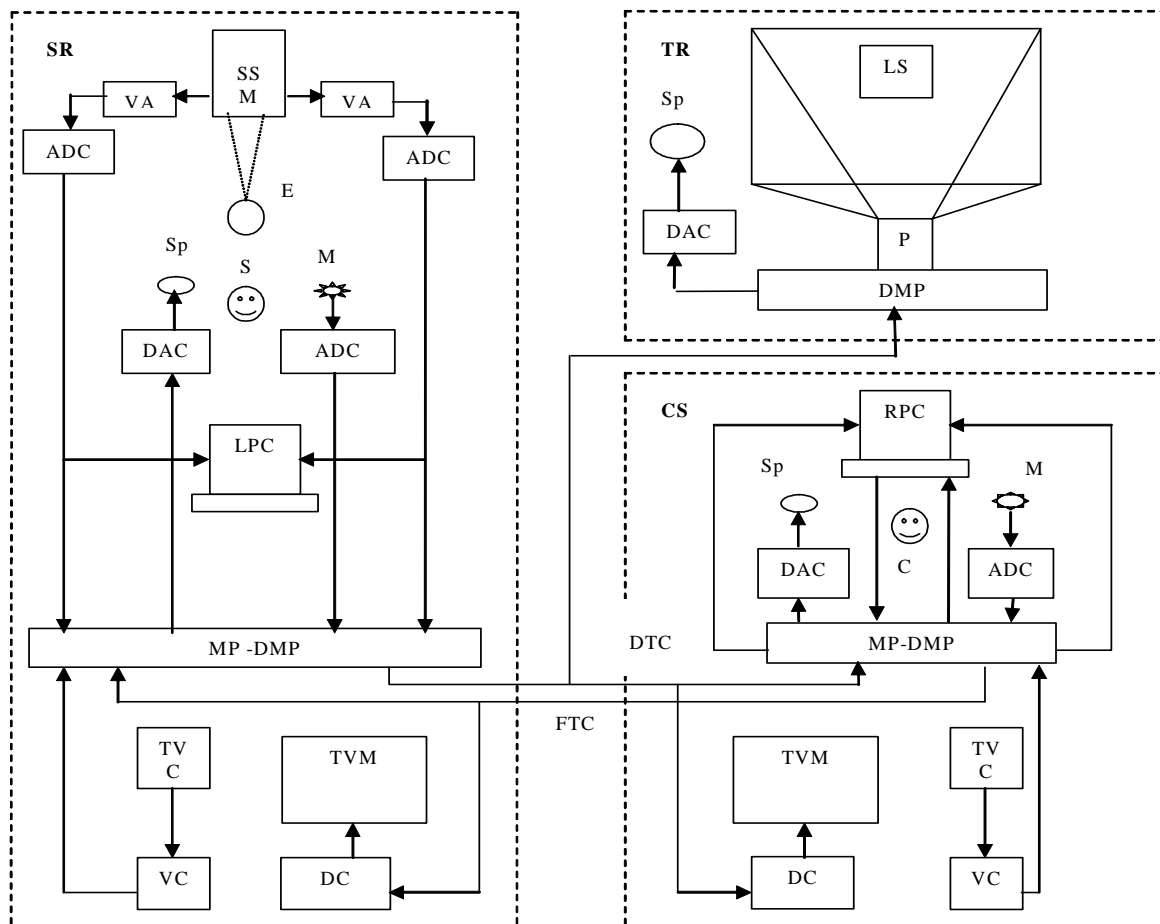 SR
SS
M
VA
VA
ADC
ADC
E
Sp
S
M
DAC
ADC
LPC
MP -DMP
TV
C
TVM
VC
DC
TR
LS
Sp
DAC
P
DMP
CS
RPC
Sp
M
DAC
C
ADC
MP-DMP
DTC
FTC
TVM
TV
C
DC
VC